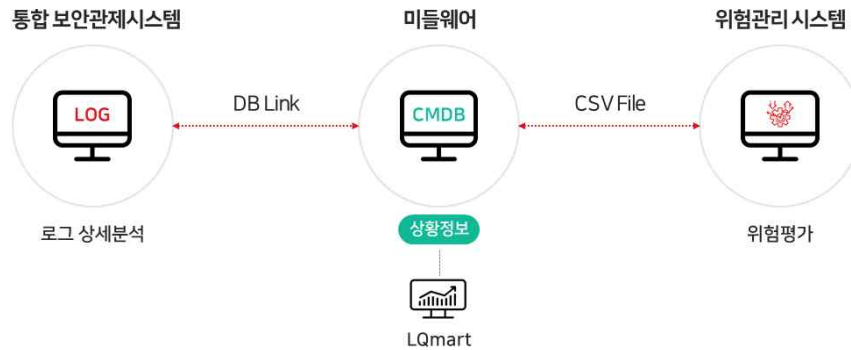 통합 보안관제시스템
미들웨어
위험관리 시스템
LOG
DB Link
CMDB
CSV File
로그 상세분석
상황정보
위험평가
LQmart